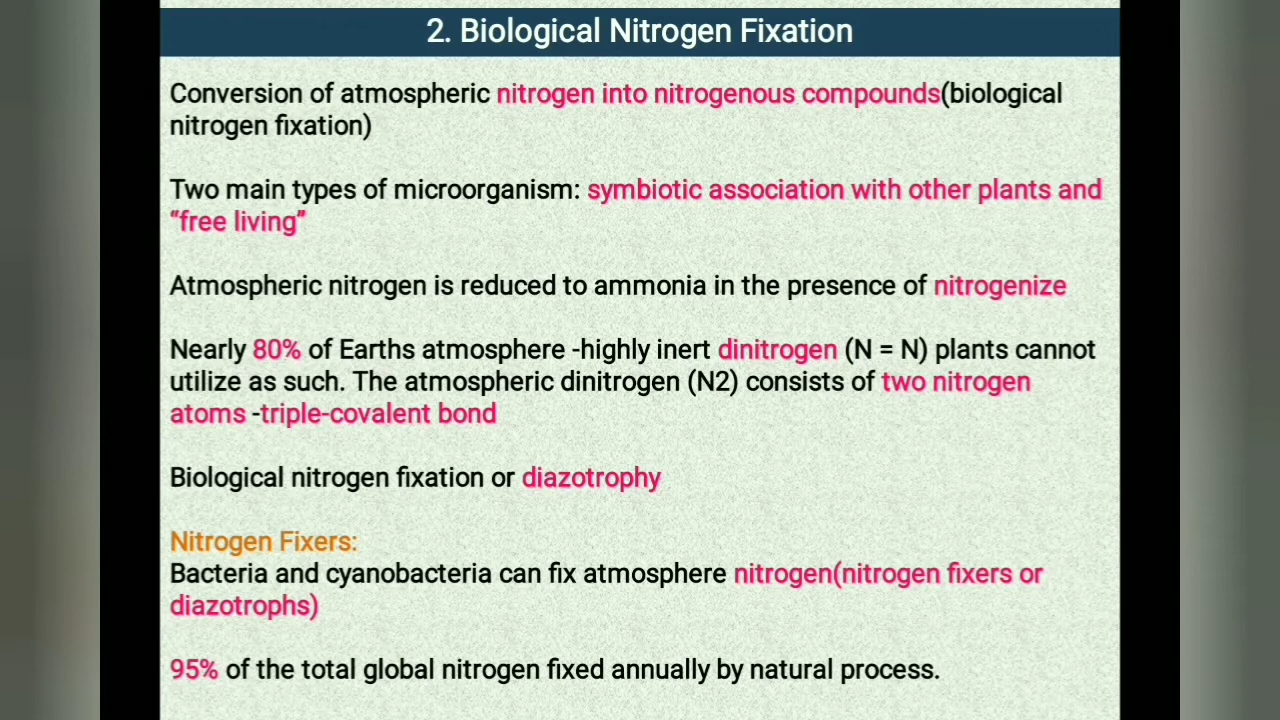 2. Biological Nitrogen Fixation
Conversion of atmospheric nitrogen into nitrogenous compounds(biological
nitrogen fixation)
Two main types of microorganism: symbiotic association with other plants and
“free living”
Atmospheric nitrogen is reduced to ammonia in the presence of nitrogenize
Nearly 80% of Earths atmosphere -highly inert dinitrogen (N = N) plants cannot
utilize as such. The atmospheric dinitrogen (N2) consists of two nitrogen
atoms -triple-covalent bond
Biological nitrogen fixation or diazotrophy
Nitrogen Fixers:
Bacteria and cyanobacteria can fix atmosphere nitrogen(nitrogen fixers or
diazotrophs)
95% of the total global nitrogen fixed annually by natural process.